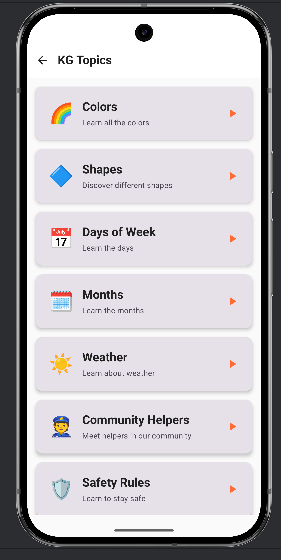 KG Topics
Colors
Learn all the colors
Shapes
Discover different shapes
Days of Week
Learn the days
Months
Learn the months
Weather
Learn about weather
Community Helpers
Meet helpers in our community
Safety Rules
Learn to stay safe